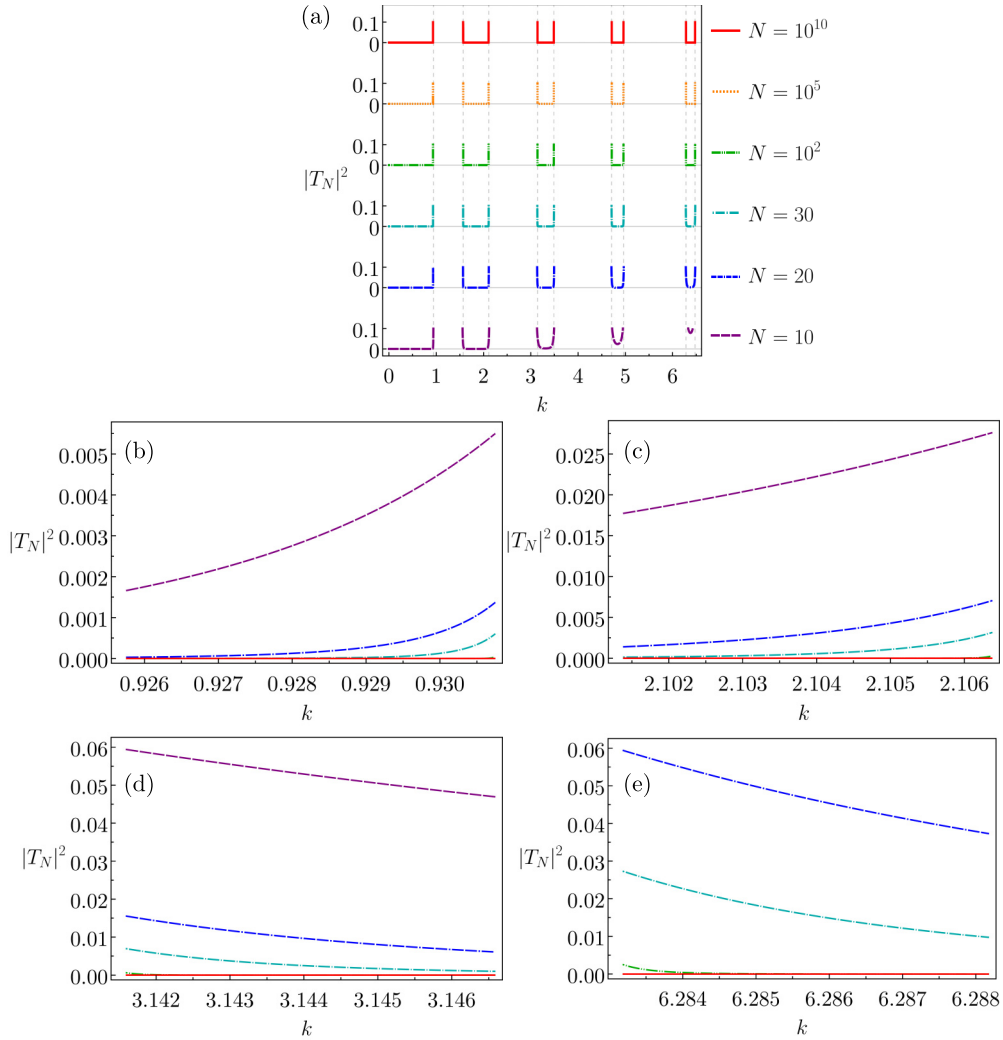 (a)
0.1
0
0.1
0
0.1
0
|T_N|^2
0.1
0
0.1
0
0.1
0
0 1 2 3 4 5 6
k
N = 10^{10}
N = 10^5
N = 10^2
N = 30
N = 20
N = 10
(b)
0.005
0.004
0.003
|T_N|^2
0.002
0.001
0.000
0.926 0.927 0.928 0.929 0.930
k
(c)
0.025
0.020
|T_N|^2
0.015
0.010
0.005
0.000
2.102 2.103 2.104 2.105 2.106
k
(d)
0.06
0.05
0.04
|T_N|^2
0.03
0.02
0.01
0.00
3.142 3.143 3.144 3.145 3.146
k
(e)
0.06
0.05
0.04
|T_N|^2
0.03
0.02
0.01
0.00
6.284 6.285 6.286 6.287 6.288
k